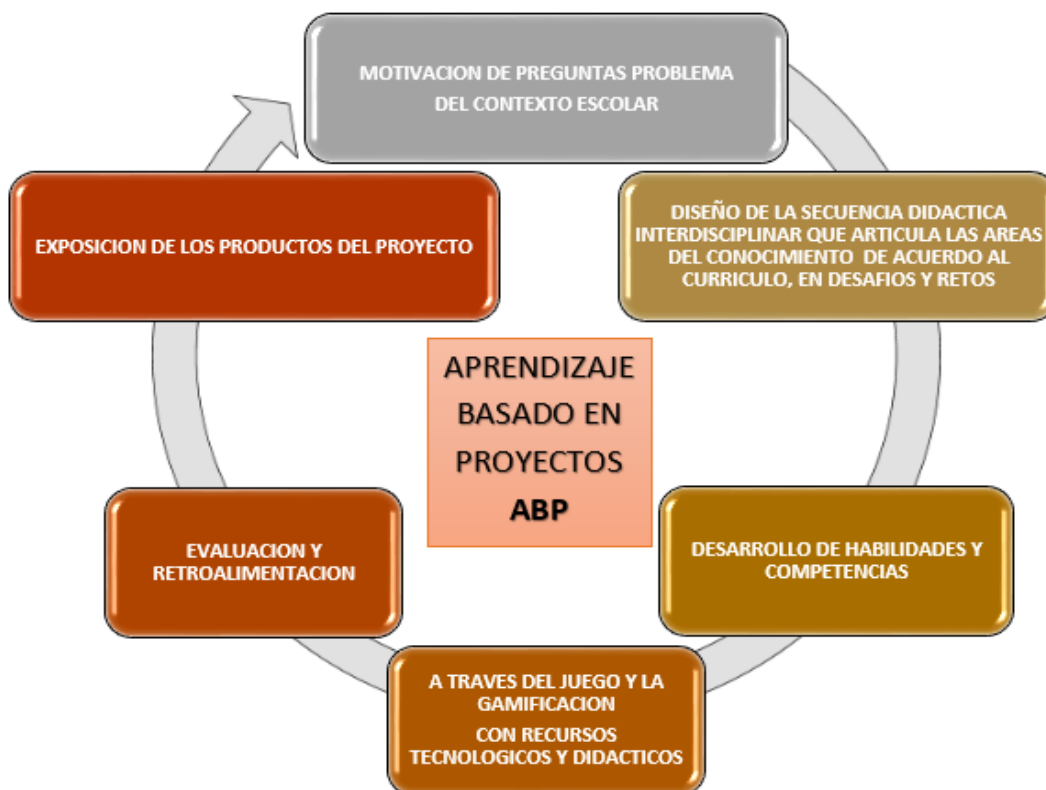 MOTIVACION DE PREGUNTAS PROBLEMA
DEL CONTEXTO ESCOLAR
DISEÑO DE LA SECUENCIA DIDACTICA
INTERDISCIPLINAR QUE ARTICULA LAS AREAS
DEL CONOCIMIENTO DE ACUERDO AL
CURRICULO, EN DESAFIOS Y RETOS
DESARROLLO DE HABILIDADES Y
COMPETENCIAS
A TRAVES DEL JUEGO Y LA
GAMIFICACION
CON RECURSOS
TECNOLOGICOS Y DIDACTICOS
EVALUACION Y
RETROALIMENTACION
EXPOSICION DE LOS PRODUCTOS DEL PROYECTO
APRENDIZAJE
BASADO EN
PROYECTOS
ABP